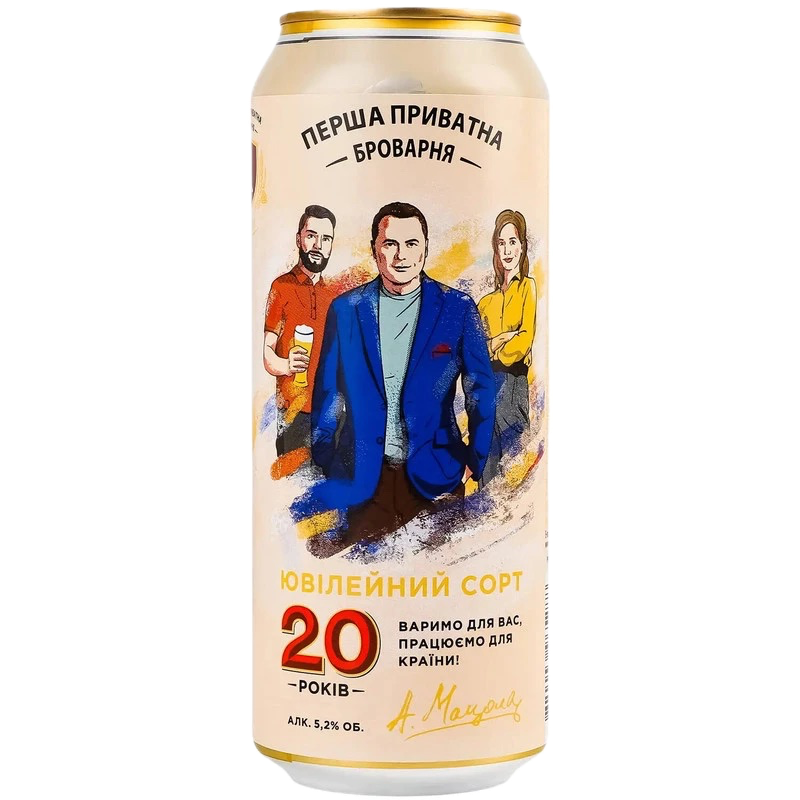 ПЕРША ПРИВАТНА
БРОВАРНЯ
ЮВІЛЕЙНИЙ СОРТ
20
РОКІВ
ВАРИМО ДЛЯ ВАС,
ПРАЦЮЄМО ДЛЯ
КРАЇНИ!
АЛК. 5,2% ОБ.
А. Мацола